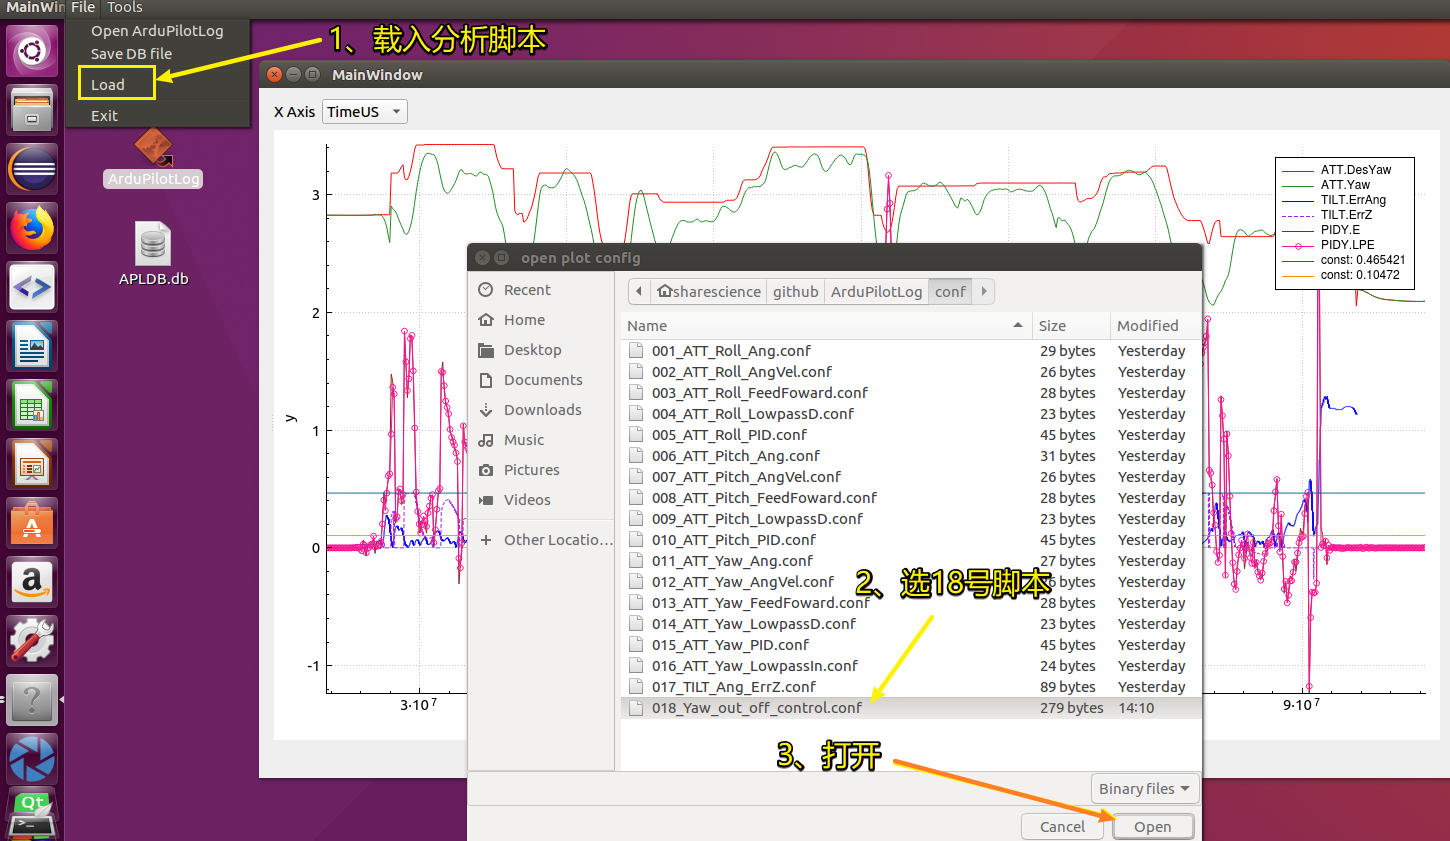 MainWin File Tools
Open ArduPilotLog
Save DB file
Load
Exit
1、载入分析脚本
MainWindow
X Axis TimeUS
ArduPilotLog
APLDB.db
3
2
1
0
-1
y
3·10⁷
9·10⁷
ATT.DesYaw
ATT.Yaw
TILT.ErrAng
TILT.ErrZ
PIDY.E
PIDY.LPE
const: 0.465421
const: 0.10472
open plot config
Recent
Home
Desktop
Documents
Downloads
Music
Pictures
Videos
Other Locatio...
sharescience github ArduPilotLog conf
Name Size Modified
001_ATT_Roll_Ang.conf 29 bytes Yesterday
002_ATT_Roll_AngVel.conf 26 bytes Yesterday
003_ATT_Roll_FeedFoward.conf 28 bytes Yesterday
004_ATT_Roll_LowpassD.conf 23 bytes Yesterday
005_ATT_Roll_PID.conf 45 bytes Yesterday
006_ATT_Pitch_Ang.conf 31 bytes Yesterday
007_ATT_Pitch_AngVel.conf 26 bytes Yesterday
008_ATT_Pitch_FeedFoward.conf 28 bytes Yesterday
009_ATT_Pitch_LowpassD.conf 23 bytes Yesterday
010_ATT_Pitch_PID.conf 45 bytes Yesterday
011_ATT_Yaw_Ang.conf 27 bytes Yesterday
012_ATT_Yaw_AngVel.conf 6 bytes Yesterday
013_ATT_Yaw_FeedFoward.conf 28 bytes Yesterday
014_ATT_Yaw_LowpassD.conf 23 bytes Yesterday
015_ATT_Yaw_PID.conf 45 bytes Yesterday
016_ATT_Yaw_LowpassIn.conf 24 bytes Yesterday
017_TILT_Ang_ErrZ.conf 89 bytes Yesterday
018_Yaw_out_off_control.conf 279 bytes 14:10
2、选18号脚本
3、打开
Binary files
Cancel Open
Qt